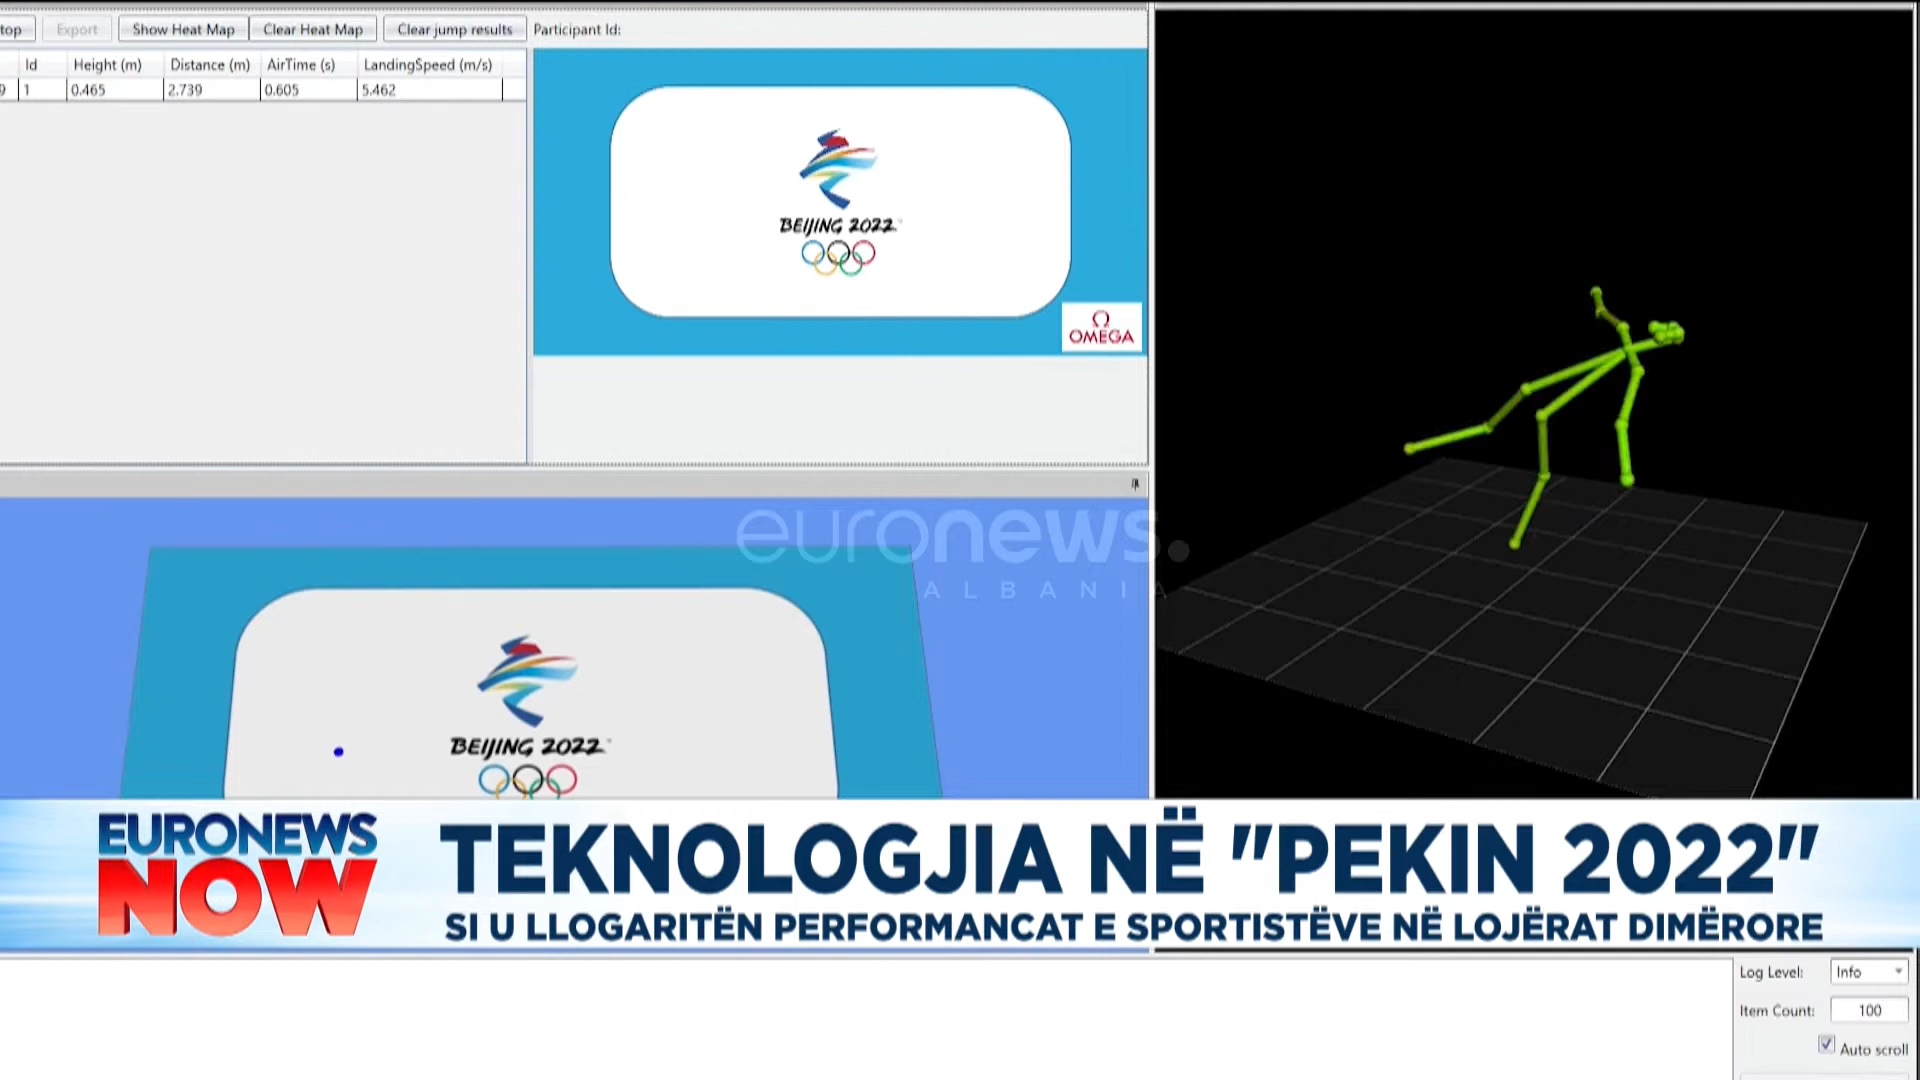 top
Export
Show Heat Map
Clear Heat Map
Clear jump results
Participant Id:
Id
Height (m)
Distance (m)
AirTime (s)
LandingSpeed (m/s)
9
1
0.465
2.739
0.605
5.462
BEIJING 2022™
Ω
OMEGA
euronews.
ALBANIA
BEIJING 2022
EURONEWS
NOW
TEKNOLOGJIA NË "PEKIN 2022"
SI U LLOGARITËN PERFORMANCAT E SPORTISTËVE NË LOJËRAT DIMËRORE
Log Level:
Info
Item Count:
100
Auto scroll